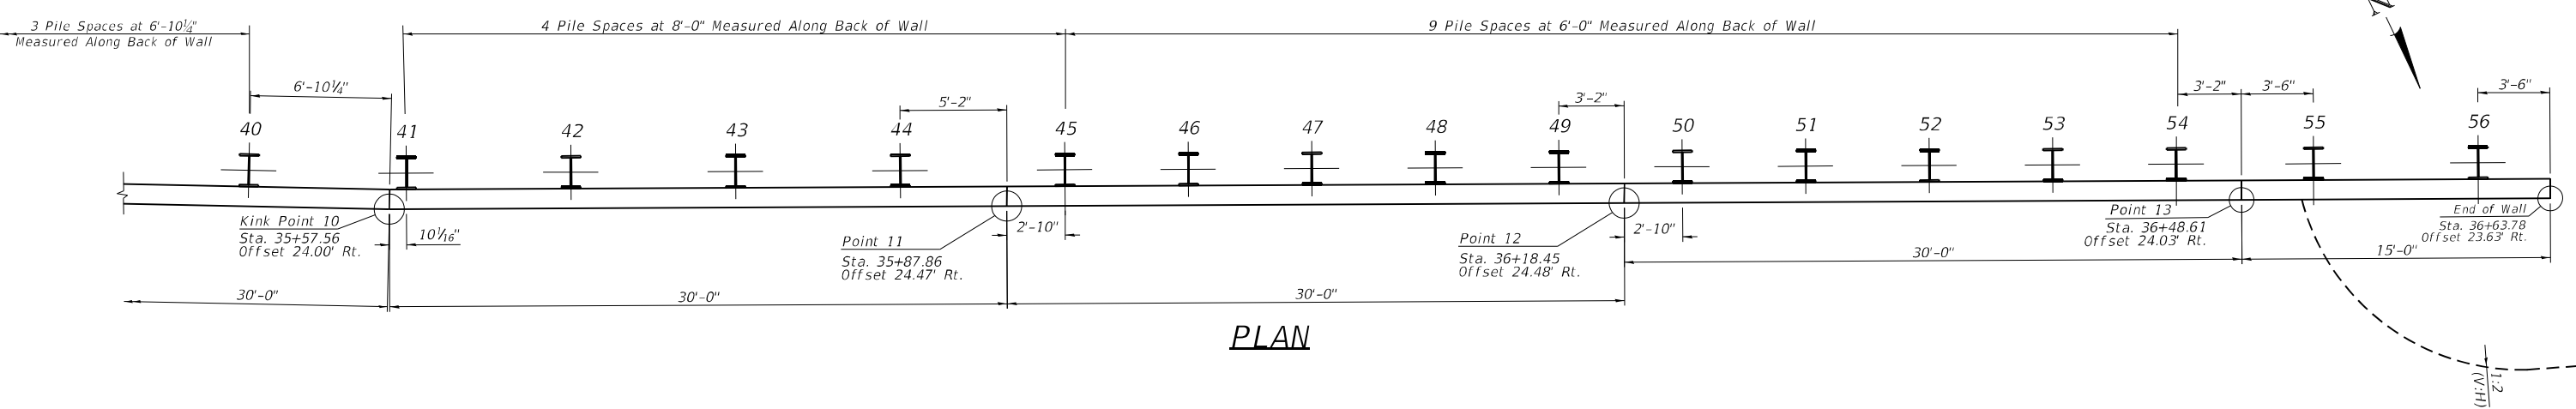 3 Pile Spaces at 6'-10¼"
Measured Along Back of Wall
4 Pile Spaces at 8'-0" Measured Along Back of Wall
9 Pile Spaces at 6'-0" Measured Along Back of Wall
N
6'-10¼"
5'-2"
3'-2"
3'-2"
3'-6"
3'-6"
40
41
42
43
44
45
46
47
48
49
50
51
52
53
54
55
56
Kink Point 10
Sta. 35+57.56
Offset 24.00' Rt.
10 1/16"
Point 11
Sta. 35+87.86
Offset 24.47' Rt.
2'-10"
Point 12
Sta. 36+18.45
Offset 24.48' Rt.
2'-10"
Point 13
Sta. 36+48.61
Offset 24.03' Rt.
End of Wall
Sta. 36+63.78
Offset 23.63' Rt.
30'-0"
30'-0"
30'-0"
30'-0"
15'-0"
PLAN
1:2
(V:H)